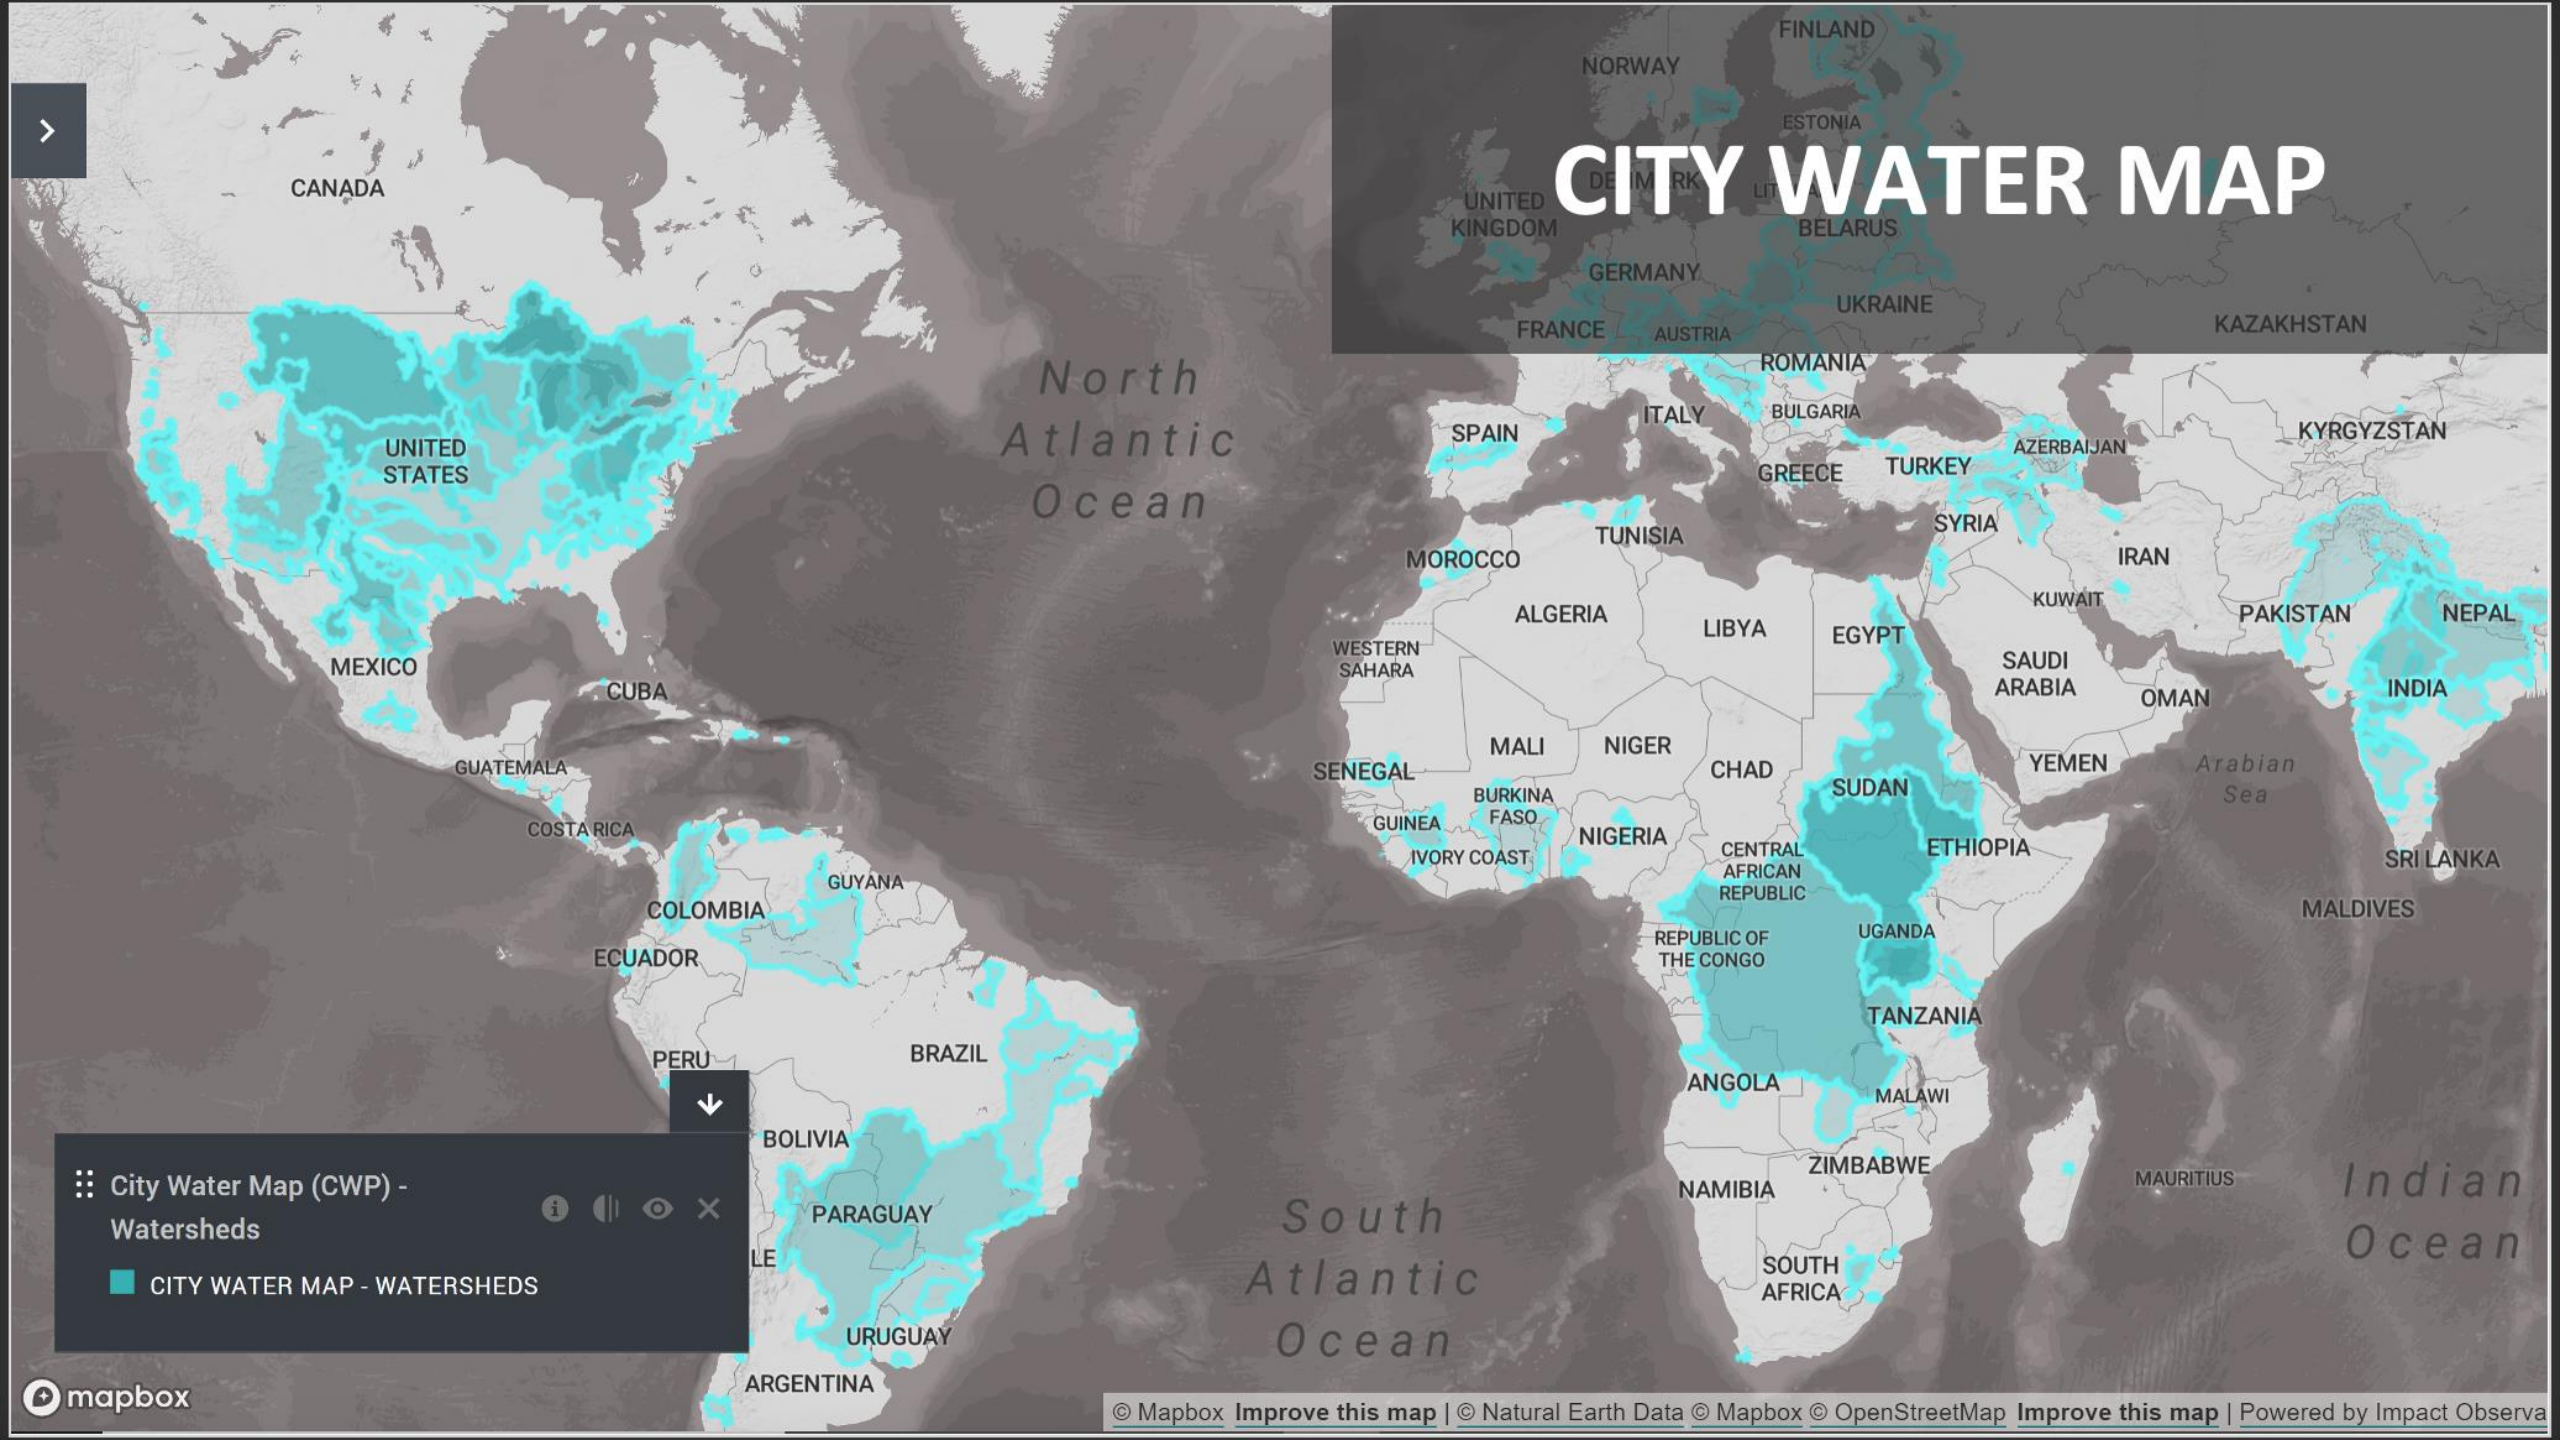 CITY WATER MAP
FINLAND
NORWAY
ESTONIA
UNITED
KINGDOM
BELARUS
GERMANY
UKRAINE
FRANCE
AUSTRIA
KAZAKHSTAN
CANADA
UNITED
STATES
MEXICO
CUBA
GUATEMALA
COSTA RICA
North
Atlantic
Ocean
ROMANIA
ITALY
BULGARIA
SPAIN
GREECE
TURKEY
AZERBAIJAN
KYRGYZSTAN
SYRIA
TUNISIA
MOROCCO
IRAN
KUWAIT
ALGERIA
LIBYA
EGYPT
PAKISTAN
NEPAL
WESTERN
SAHARA
SAUDI
ARABIA
OMAN
INDIA
MALI
NIGER
CHAD
SENEGAL
BURKINA
FASO
GUINEA
IVORY COAST
NIGERIA
SUDAN
YEMEN
Arabian
Sea
CENTRAL
AFRICAN
REPUBLIC
ETHIOPIA
SRI LANKA
MALDIVES
REPUBLIC OF
THE CONGO
UGANDA
TANZANIA
ANGOLA
MALAWI
ZIMBABWE
NAMIBIA
SOUTH
AFRICA
MAURITIUS
Indian
Ocean
GUYANA
COLOMBIA
ECUADOR
BRAZIL
PERU
BOLIVIA
PARAGUAY
LE
URUGUAY
ARGENTINA
South
Atlantic
Ocean
City Water Map (CWP) -
Watersheds
CITY WATER MAP - WATERSHEDS
mapbox
© Mapbox Improve this map | © Natural Earth Data © Mapbox © OpenStreetMap Improve this map | Powered by Impact Observa